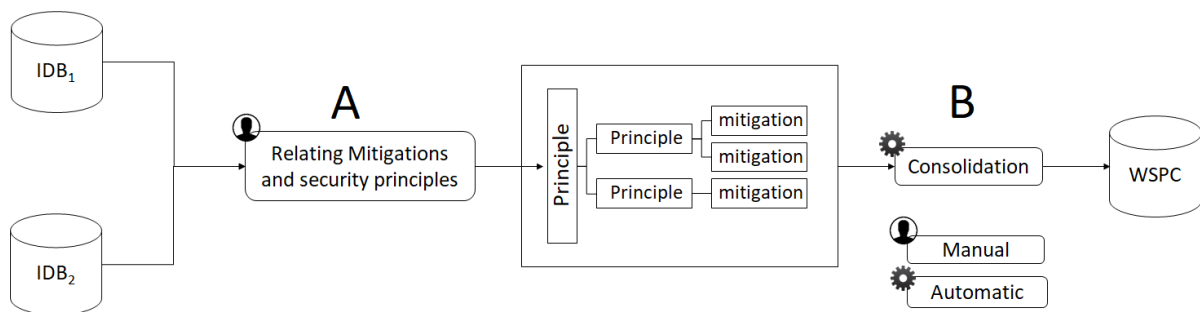 IDB₁
A
Relating Mitigations
and security principles
IDB₂
Principle
Principle
mitigation
mitigation
Principle
mitigation
B
Consolidation
WSPC
Manual
Automatic